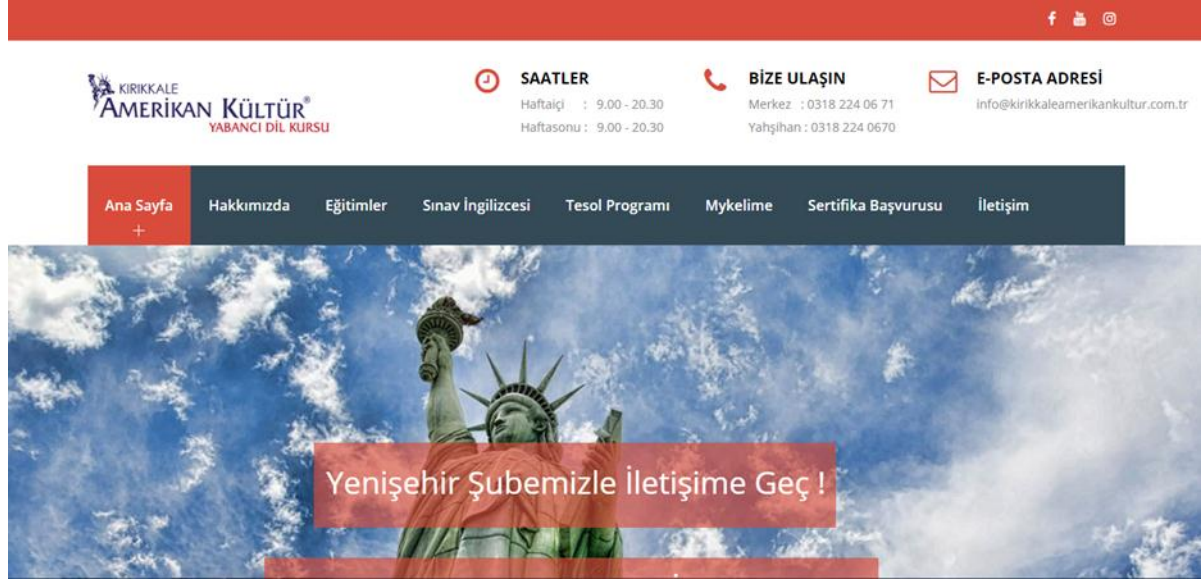 KIRIKKALE
AMERİKAN KÜLTÜR®
YABANCI DİL KURSU
SAATLER
Haftaiçi : 9.00 - 20.30
Haftasonu : 9.00 - 20.30
BİZE ULAŞIN
Merkez : 0318 224 06 71
Yahşihan : 0318 224 0670
E-POSTA ADRESİ
info@kirikkaleamerikankultur.com.tr
Ana Sayfa Hakkımızda Eğitimler Sınav İngilizcesi Tesol Programı Mykelime Sertifika Başvurusu İletişim
+
Yenişehir Şubemizle İletişime Geç !